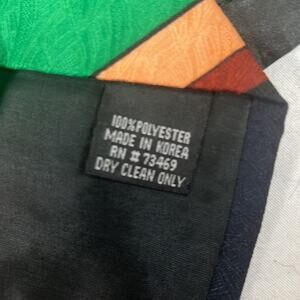 100% POLYESTER
MADE IN KOREA
RN # 73469
DRY CLEAN ONLY